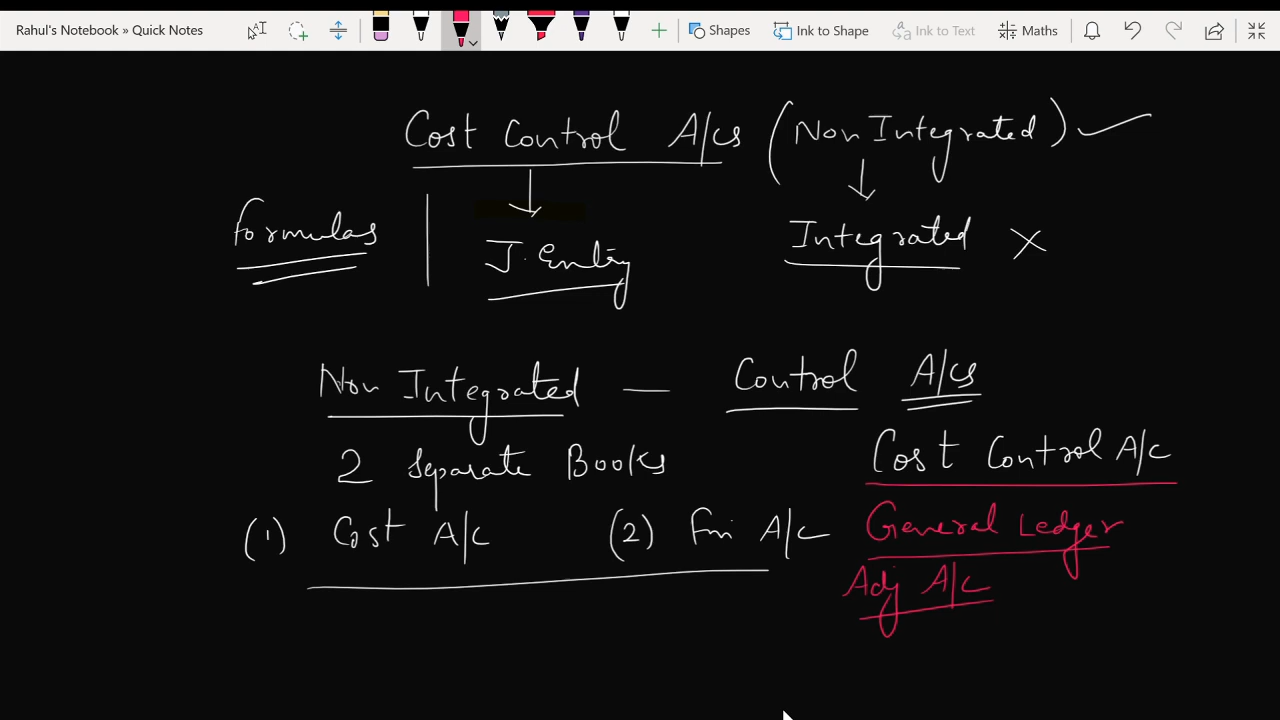 Rahul's Notebook » Quick Notes
Shapes
Ink to Shape
Ink to Text
Maths
Cost Control A/cs (Non Integrated)
Formulas
J. Entry
Integrated
Non Integrated — Control A/cs
2 Separate Books
Cost Control A/c
(1) Cost A/c (2) Fin A/c
General Ledger
Adj A/c